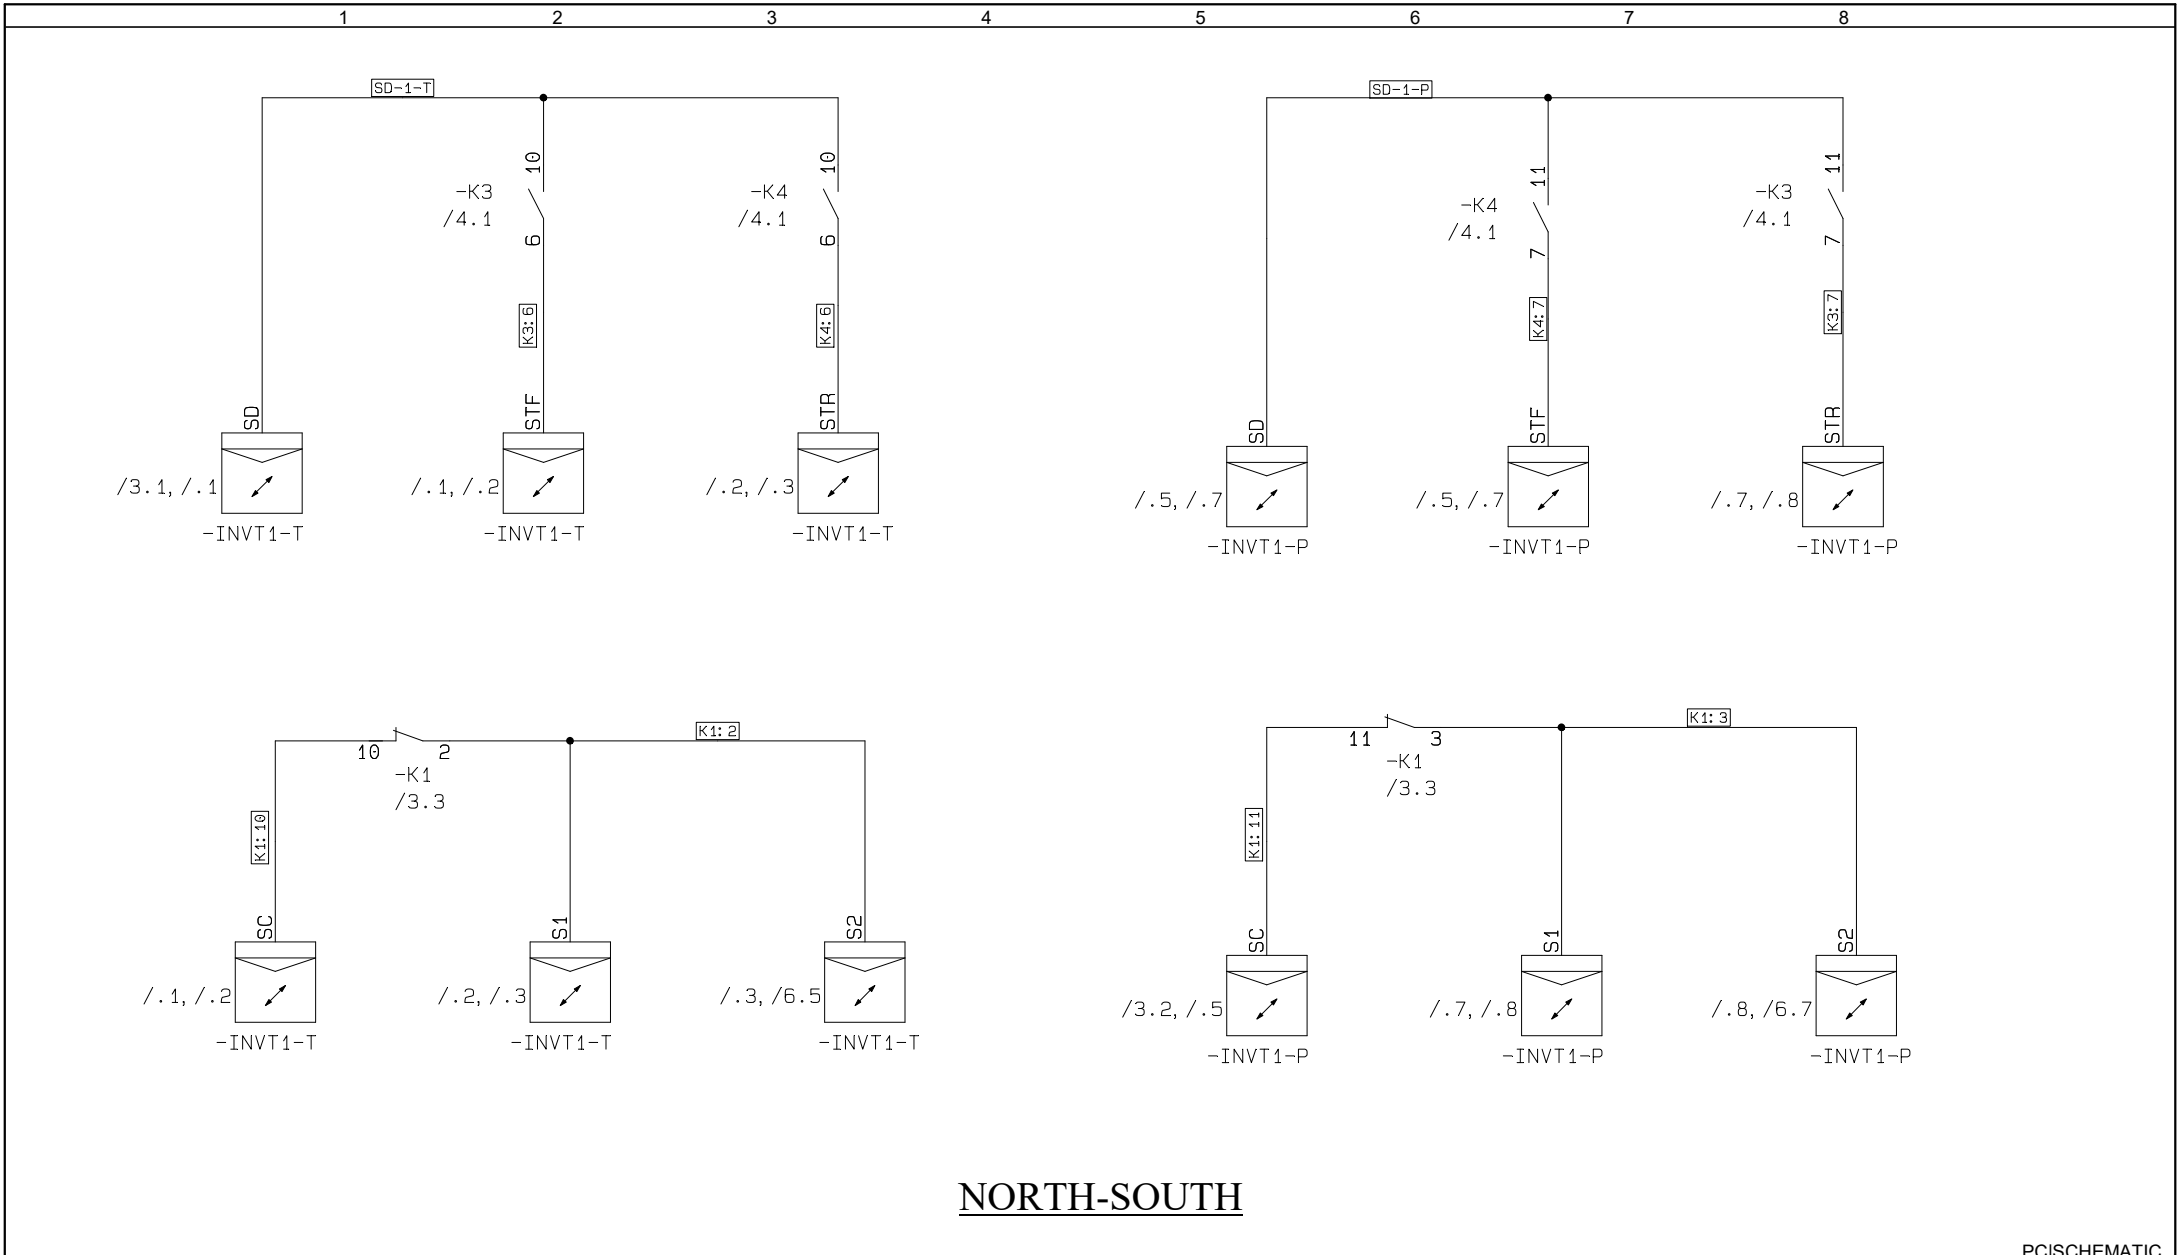 1 2 3 4 5 6 7 8
SD-1-T
SD-1-P
10
-K3
/4.1
6
K3:6
10
-K4
/4.1
6
K4:6
11
-K4
/4.1
7
K4:7
11
-K3
/4.1
7
K3:7
SD
/3.1, /.1
-INVT1-T
STF
/.1, /.2
-INVT1-T
STR
/.2, /.3
-INVT1-T
SD
/.5, /.7
-INVT1-P
STF
/.5, /.7
-INVT1-P
STR
/.7, /.8
-INVT1-P
K1:2
10
2
-K1
/3.3
K1:10
K1:3
11
3
-K1
/3.3
K1:11
SC
/.1, /.2
-INVT1-T
S1
/.2, /.3
-INVT1-T
S2
/.3, /6.5
-INVT1-T
SC
/3.2, /.5
-INVT1-P
S1
/.7, /.8
-INVT1-P
S2
/.8, /6.7
-INVT1-P
NORTH-SOUTH
PC|SCHEMATIC